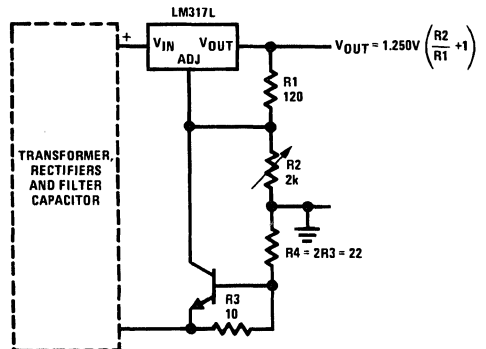 LM317L
+
VIN
VOUT
ADJ
VOUT = 1.250V (R2/R1 +1)
R1
120
TRANSFORMER,
RECTIFIERS
AND FILTER
CAPACITOR
R2
2k
R4 = 2R3 = 22
R3
10